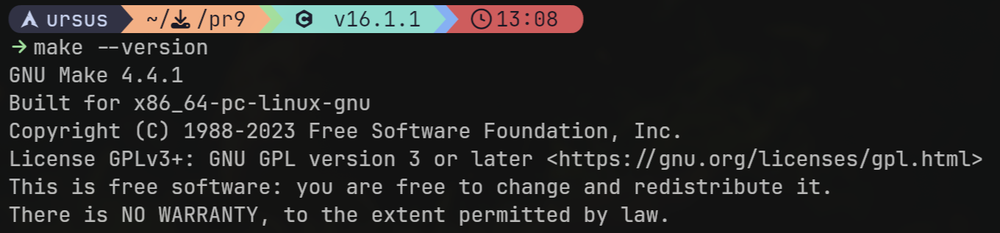 ursus ~/ /pr9 v16.1.1 13:08
make --version
GNU Make 4.4.1
Built for x86_64-pc-linux-gnu
Copyright (C) 1988-2023 Free Software Foundation, Inc.
License GPLv3+: GNU GPL version 3 or later <https://gnu.org/licenses/gpl.html>
This is free software: you are free to change and redistribute it.
There is NO WARRANTY, to the extent permitted by law.